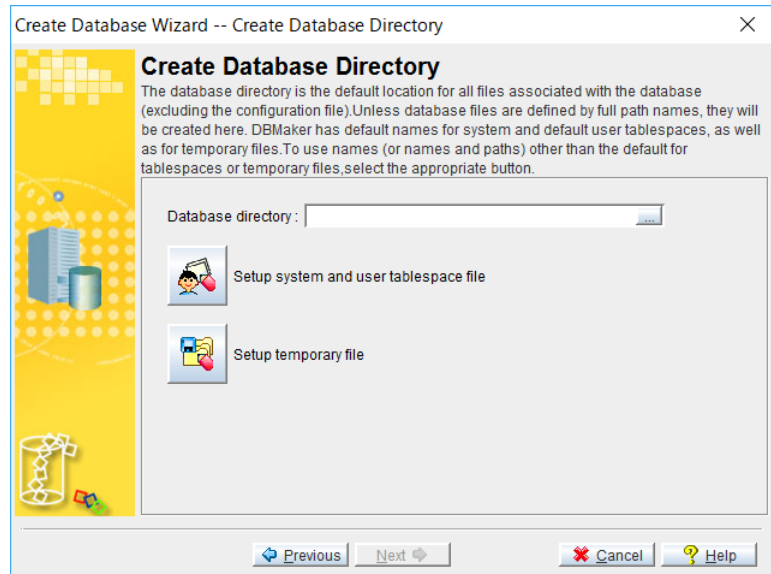 Create Database Wizard -- Create Database Directory
Create Database Directory
The database directory is the default location for all files associated with the database
(excluding the configuration file).Unless database files are defined by full path names, they will
be created here. DBMaker has default names for system and default user tablespaces, as well
as for temporary files.To use names (or names and paths) other than the default for
tablespaces or temporary files,select the appropriate button.
Database directory : ...
Setup system and user tablespace file
Setup temporary file
Previous Next Cancel Help